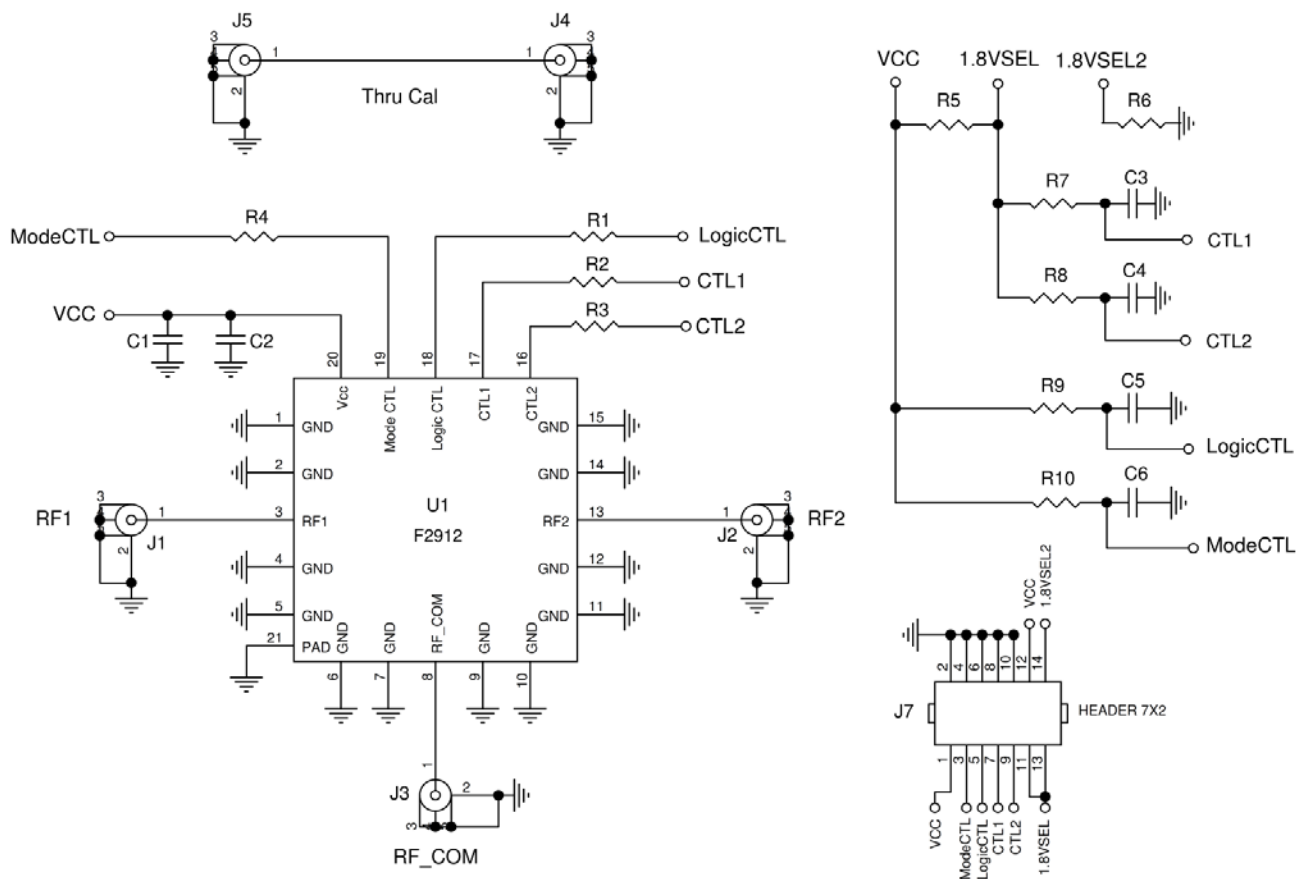 J5
J4
3
1
2
1
3
2
Thru Cal
VCC
1.8VSEL
1.8VSEL2
R5
R6
R7
C3
CTL1
R8
C4
CTL2
R9
C5
LogicCTL
R10
C6
ModeCTL
ModeCTL
R4
R1
LogicCTL
R2
CTL1
R3
CTL2
VCC
C1
C2
20
19
18
17
16
Vcc
Mode CTL
Logic CTL
CTL1
CTL2
1
GND
GND
15
2
GND
GND
14
RF1
3
1
2
J1
3
RF1
U1
F2912
RF2
13
1
J2
2
3
RF2
4
GND
GND
12
5
GND
GND
11
21
PAD
GND
GND
RF_COM
GND
GND
6
7
8
9
10
1
J3
2
3
RF_COM
VCC
1.8VSEL2
2
4
6
8
10
12
14
J7
HEADER 7X2
1
3
5
7
9
11
13
VCC
ModeCTL
LogicCTL
CTL1
CTL2
1.8VSEL